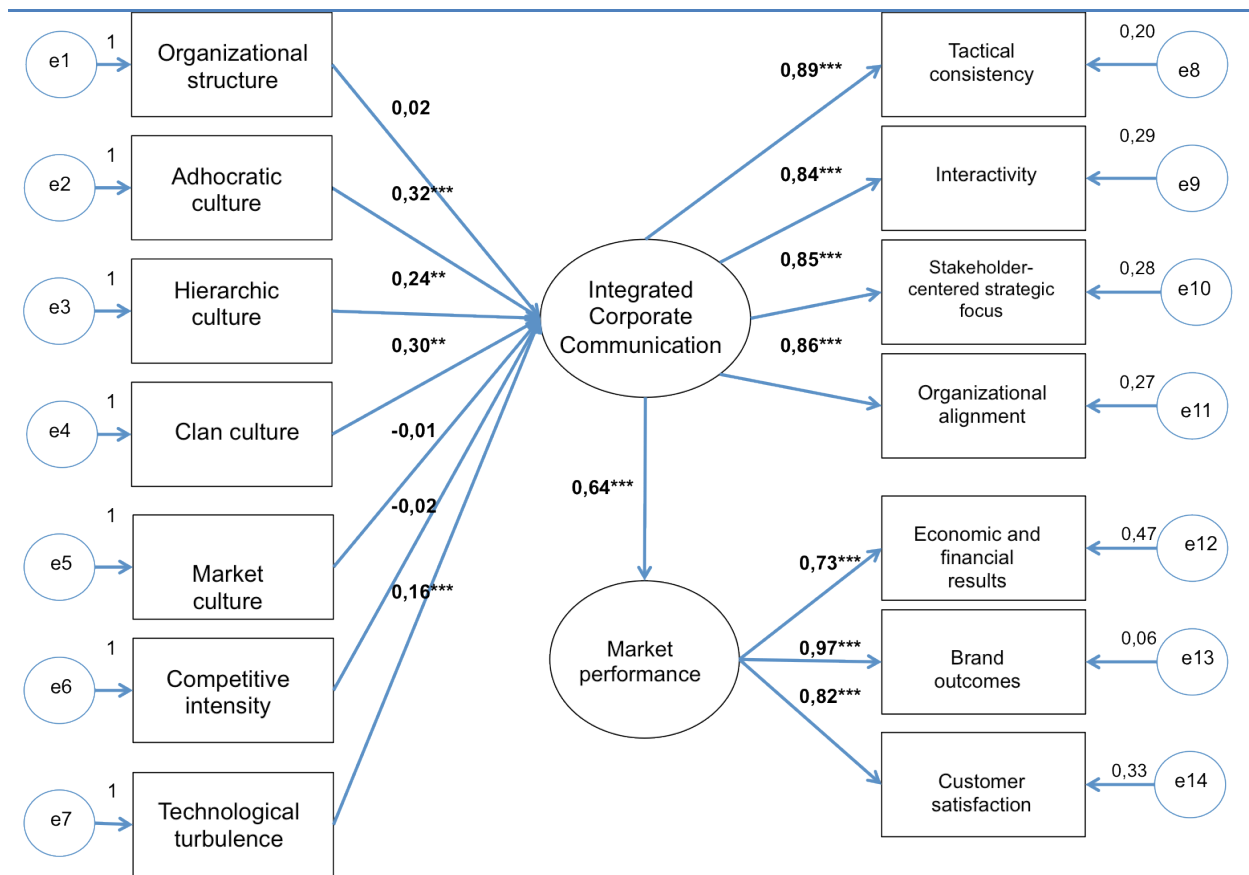 e1
1
Organizational
structure
e2
1
Adhocratic
culture
e3
1
Hierarchic
culture
e4
1
Clan culture
e5
1
Market
culture
e6
1
Competitive
intensity
e7
1
Technological
turbulence
0,02
0,32***
0,24**
0,30**
-0,01
-0,02
0,16***
Integrated
Corporate
Communication
0,64***
Market
performance
0,89***
0,84***
0,85***
0,86***
0,73***
0,97***
0,82***
Tactical
consistency
0,20
e8
Interactivity
0,29
e9
Stakeholder-
centered strategic
focus
0,28
e10
Organizational
alignment
0,27
e11
Economic and
financial
results
0,47
e12
Brand
outcomes
0,06
e13
Customer
satisfaction
0,33
e14